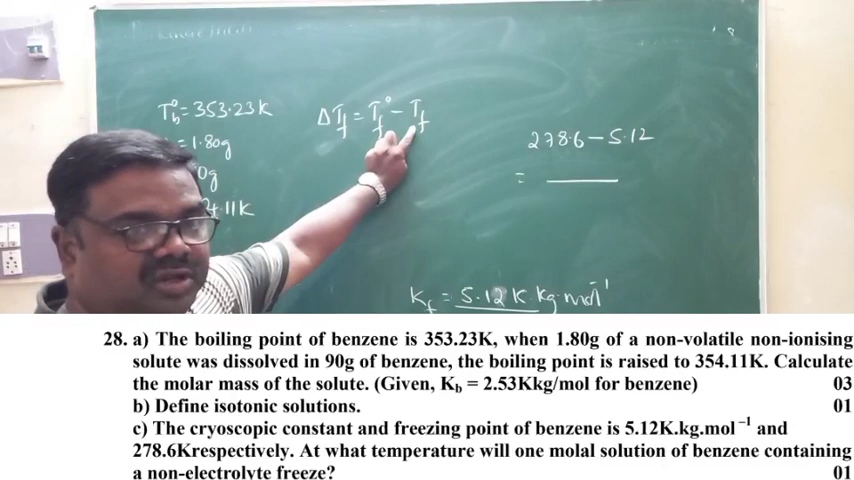 T°b = 353.23K
= 1.80g
0g
4.11K
ΔTf = T°f − Tf
278.6 − 5.12
=
Kf = 5.12 K.kg.mol⁻¹
28. a) The boiling point of benzene is 353.23K, when 1.80g of a non-volatile non-ionising
solute was dissolved in 90g of benzene, the boiling point is raised to 354.11K. Calculate
the molar mass of the solute. (Given, Kb = 2.53Kkg/mol for benzene) 03
b) Define isotonic solutions. 01
c) The cryoscopic constant and freezing point of benzene is 5.12K.kg.mol⁻¹ and
278.6Krespectively. At what temperature will one molal solution of benzene containing
a non-electrolyte freeze? 01